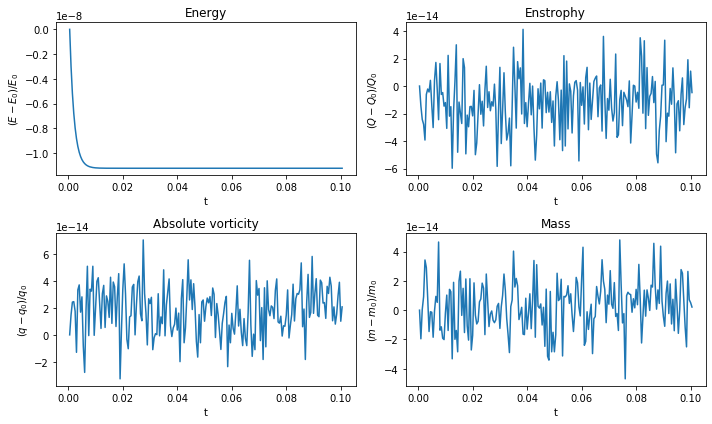 Energy
1e−8
(E − E₀)/E₀
0.0
−0.2
−0.4
−0.6
−0.8
−1.0
0.00 0.02 0.04 0.06 0.08 0.10
t
Enstrophy
1e−14
(Q − Q₀)/Q₀
4
2
0
−2
−4
−6
0.00 0.02 0.04 0.06 0.08 0.10
t
Absolute vorticity
1e−14
(q − q₀)/q₀
6
4
2
0
−2
0.00 0.02 0.04 0.06 0.08 0.10
t
Mass
1e−14
(m − m₀)/m₀
4
2
0
−2
−4
0.00 0.02 0.04 0.06 0.08 0.10
t